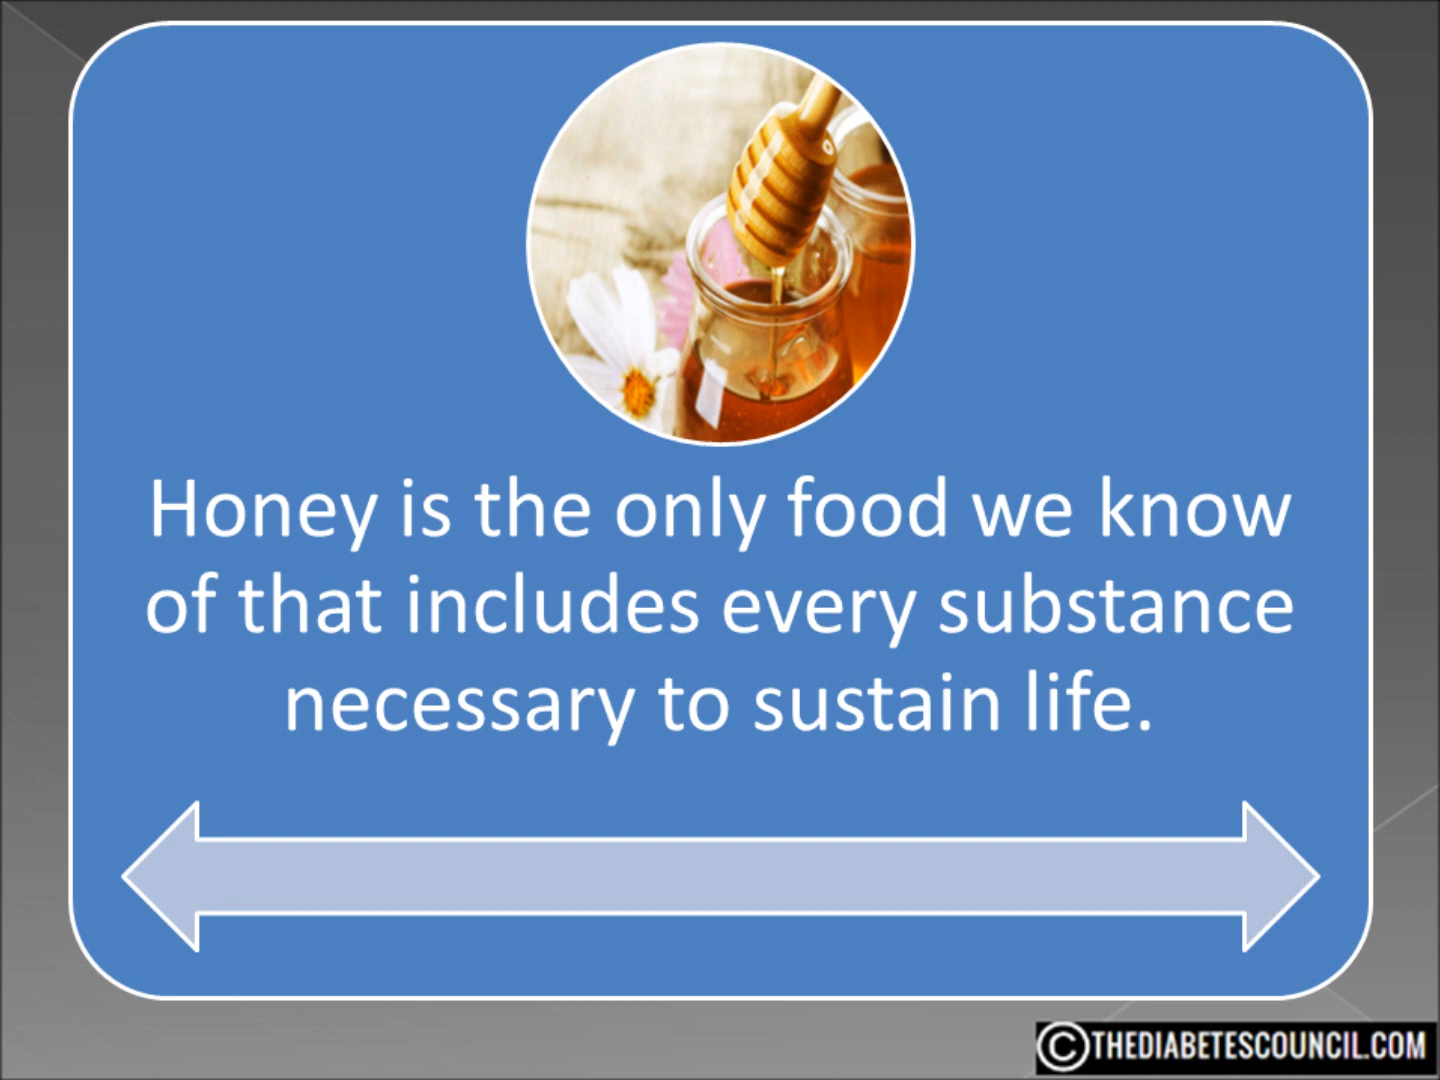 Honey is the only food we know
of that includes every substance
necessary to sustain life.
©THEDIABETESCOUNCIL.COM